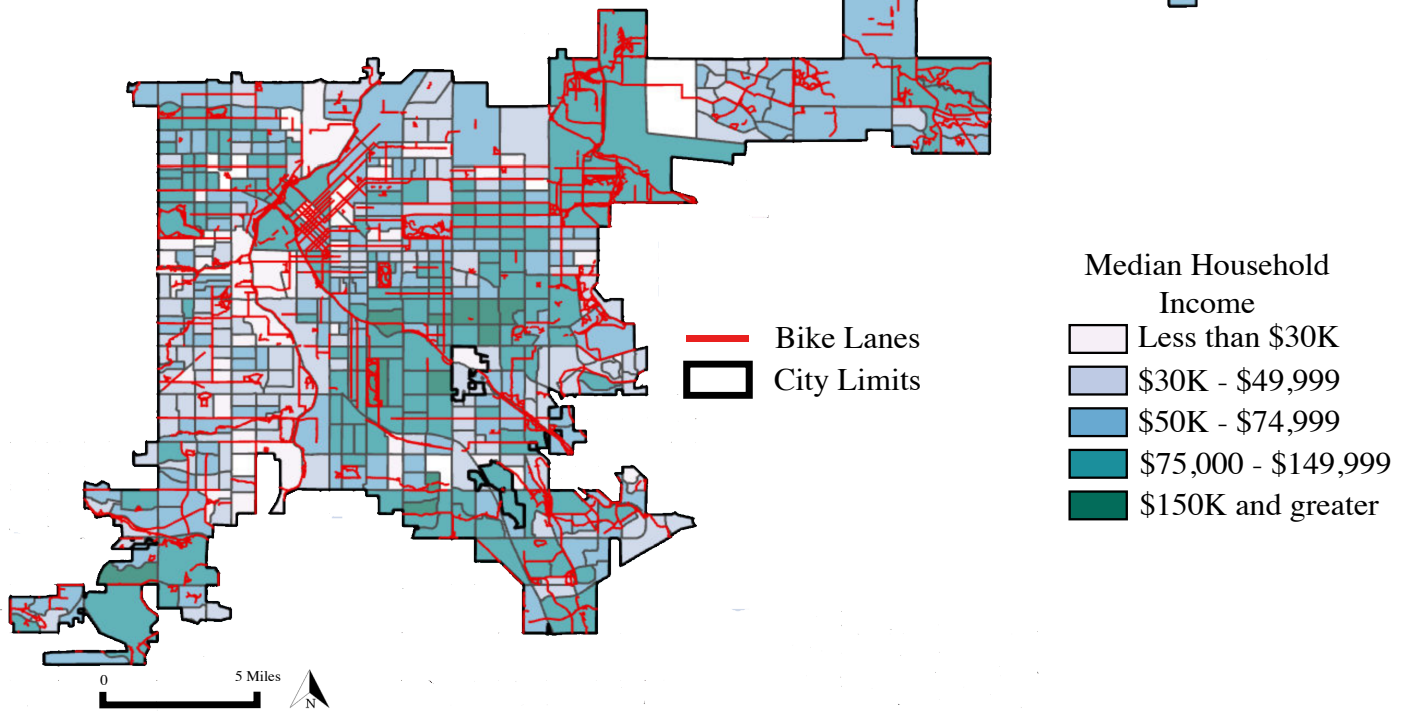 Median Household
Income
Less than $30K
$30K - $49,999
$50K - $74,999
$75,000 - $149,999
$150K and greater
Bike Lanes
City Limits
0
5 Miles
N